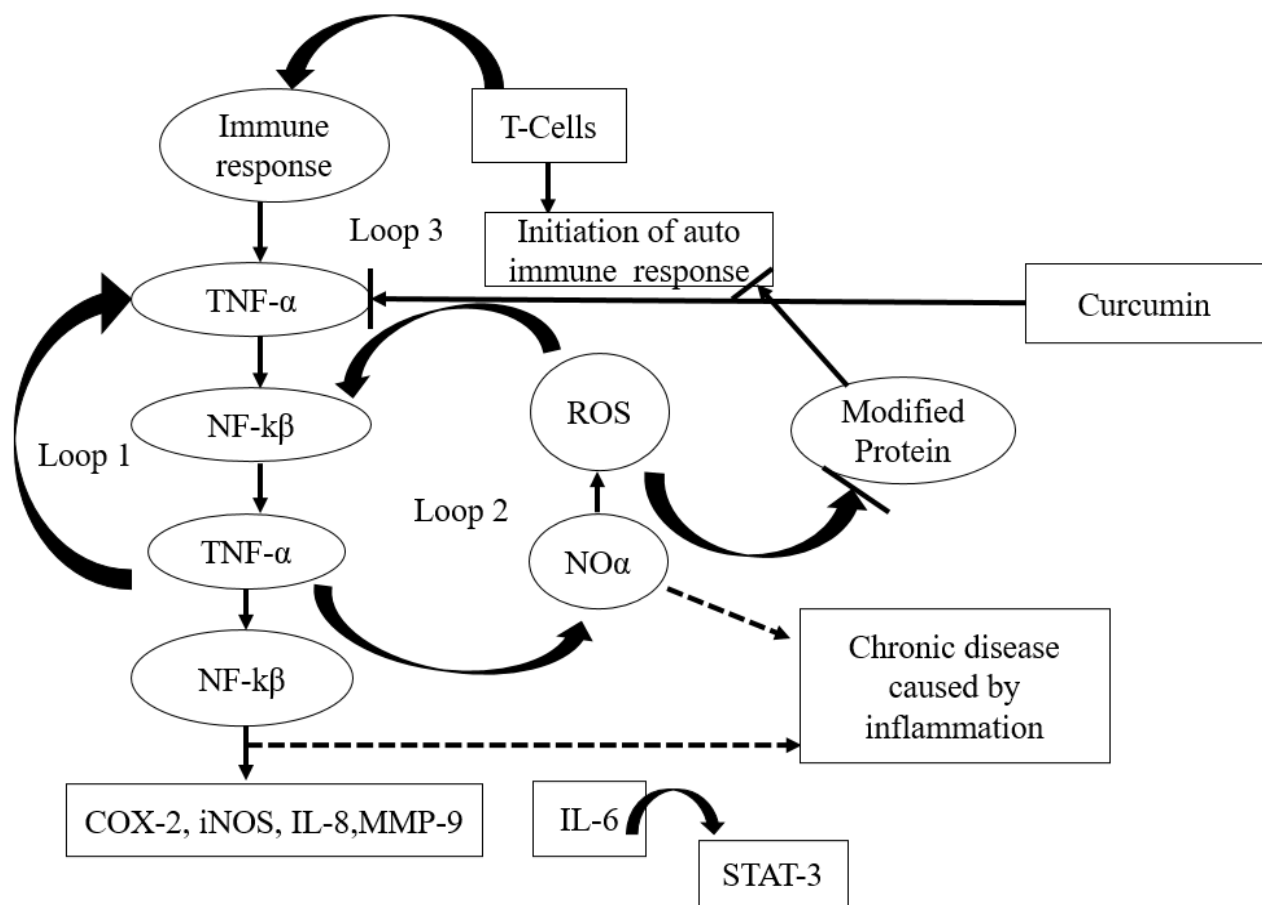 Immune
response
T-Cells
Loop 3
Initiation of auto
immune response
TNF-α
Curcumin
NF-kβ
ROS
Modified
Protein
Loop 1
Loop 2
TNF-α
NOα
NF-kβ
Chronic disease
caused by
inflammation
COX-2, iNOS, IL-8,MMP-9
IL-6
STAT-3